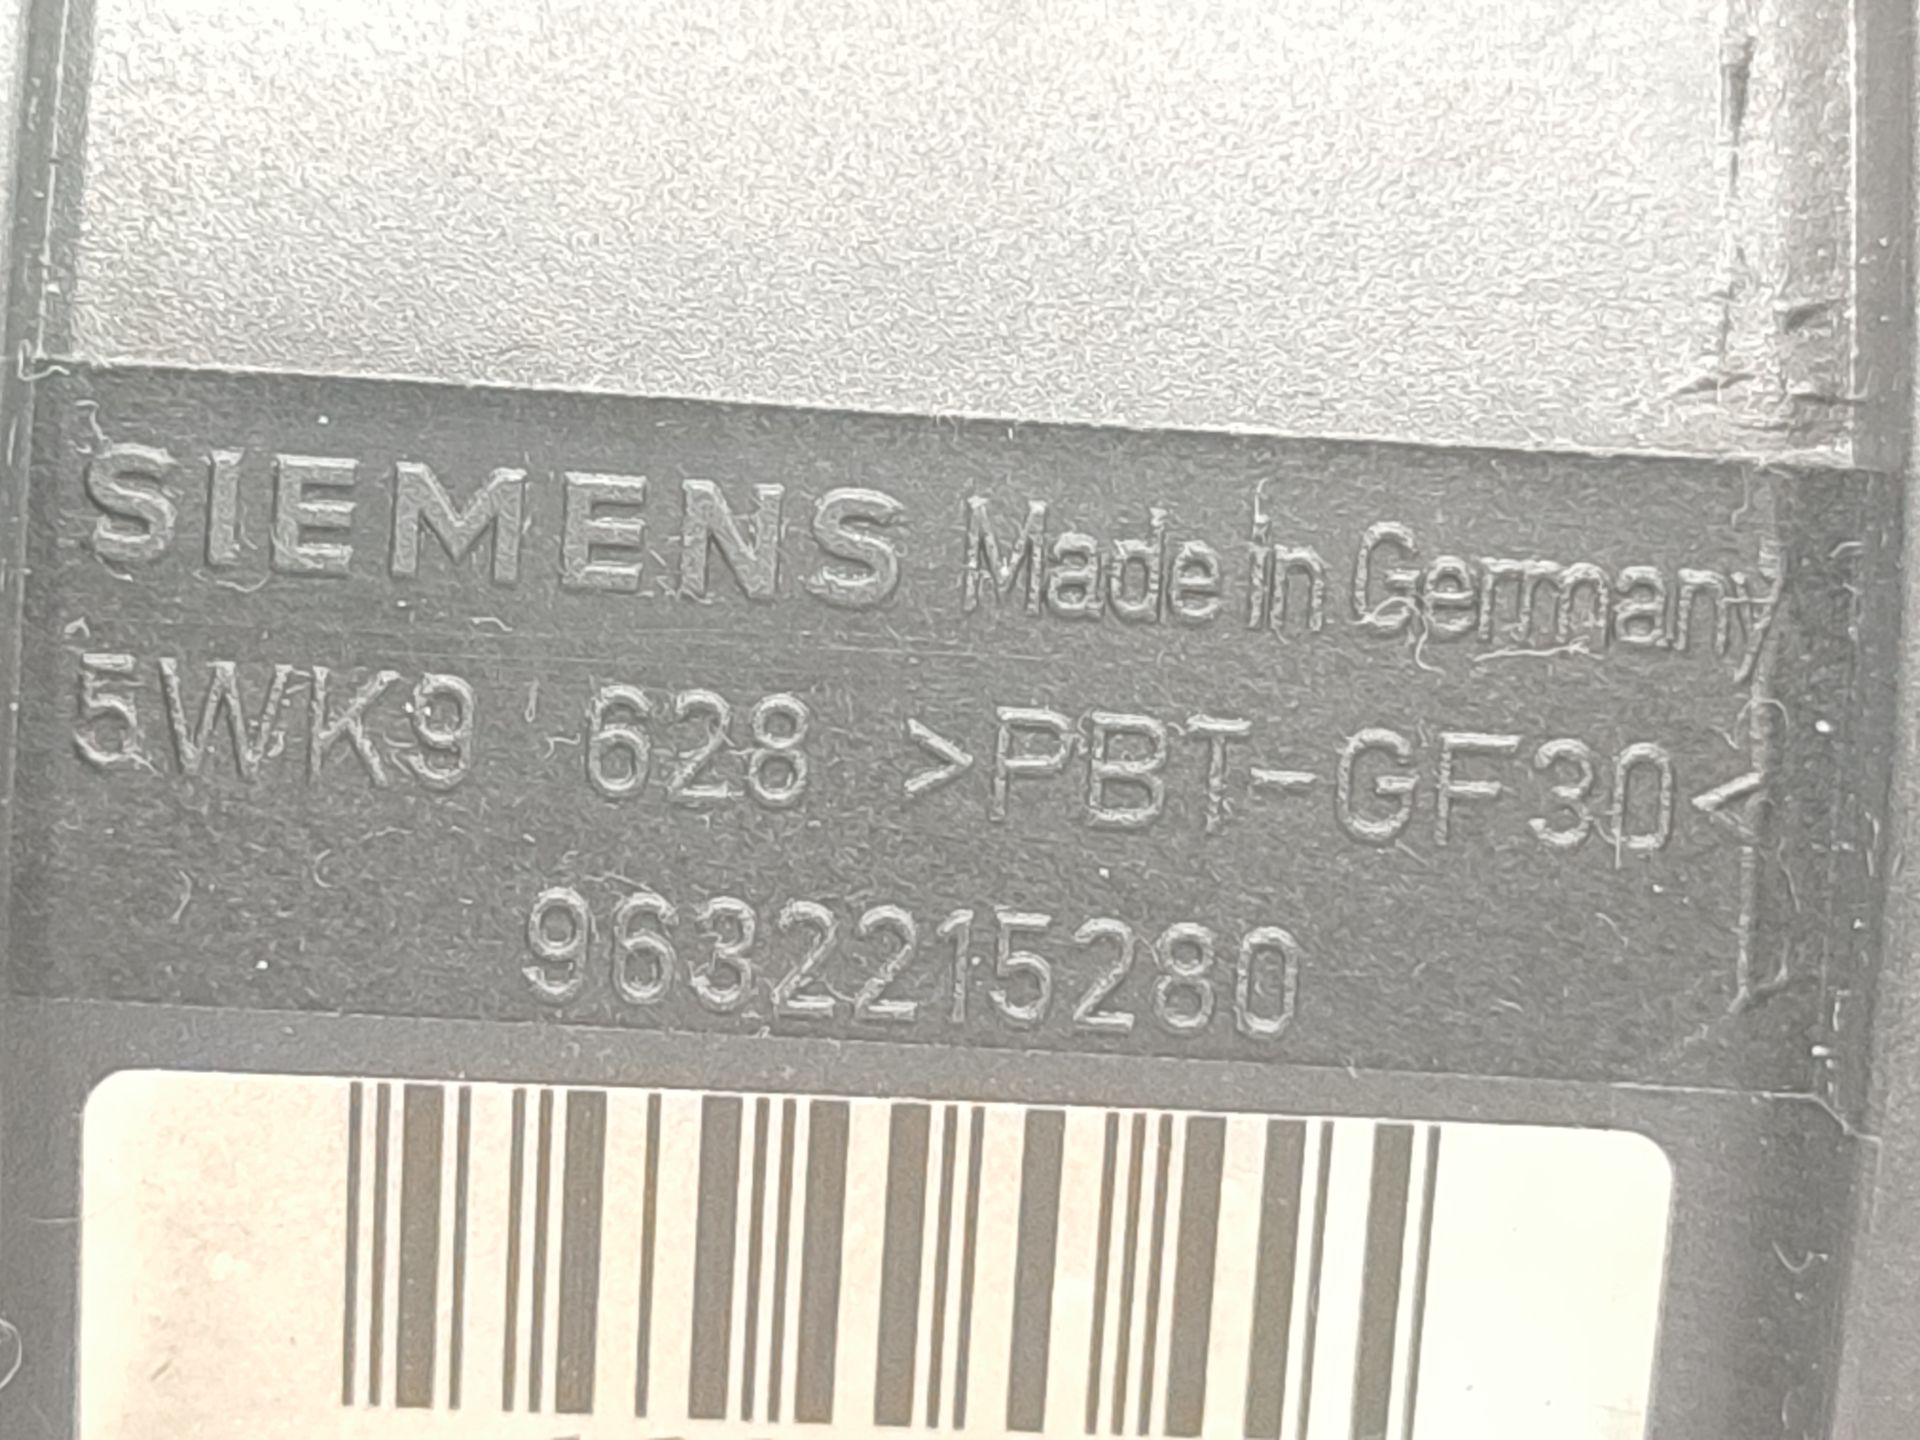 SIEMENS Made in Germany
5WK9 628 >PBT-GF30<
9632215280